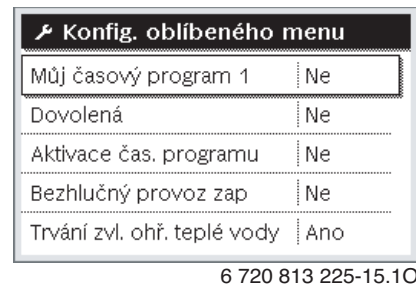 Konfig. oblíbeného menu
Můj časový program 1 Ne
Dovolená Ne
Aktivace čas. programu Ne
Bezhlučný provoz zap Ne
Trvání zvl. ohř. teplé vody Ano
6 720 813 225-15.1O